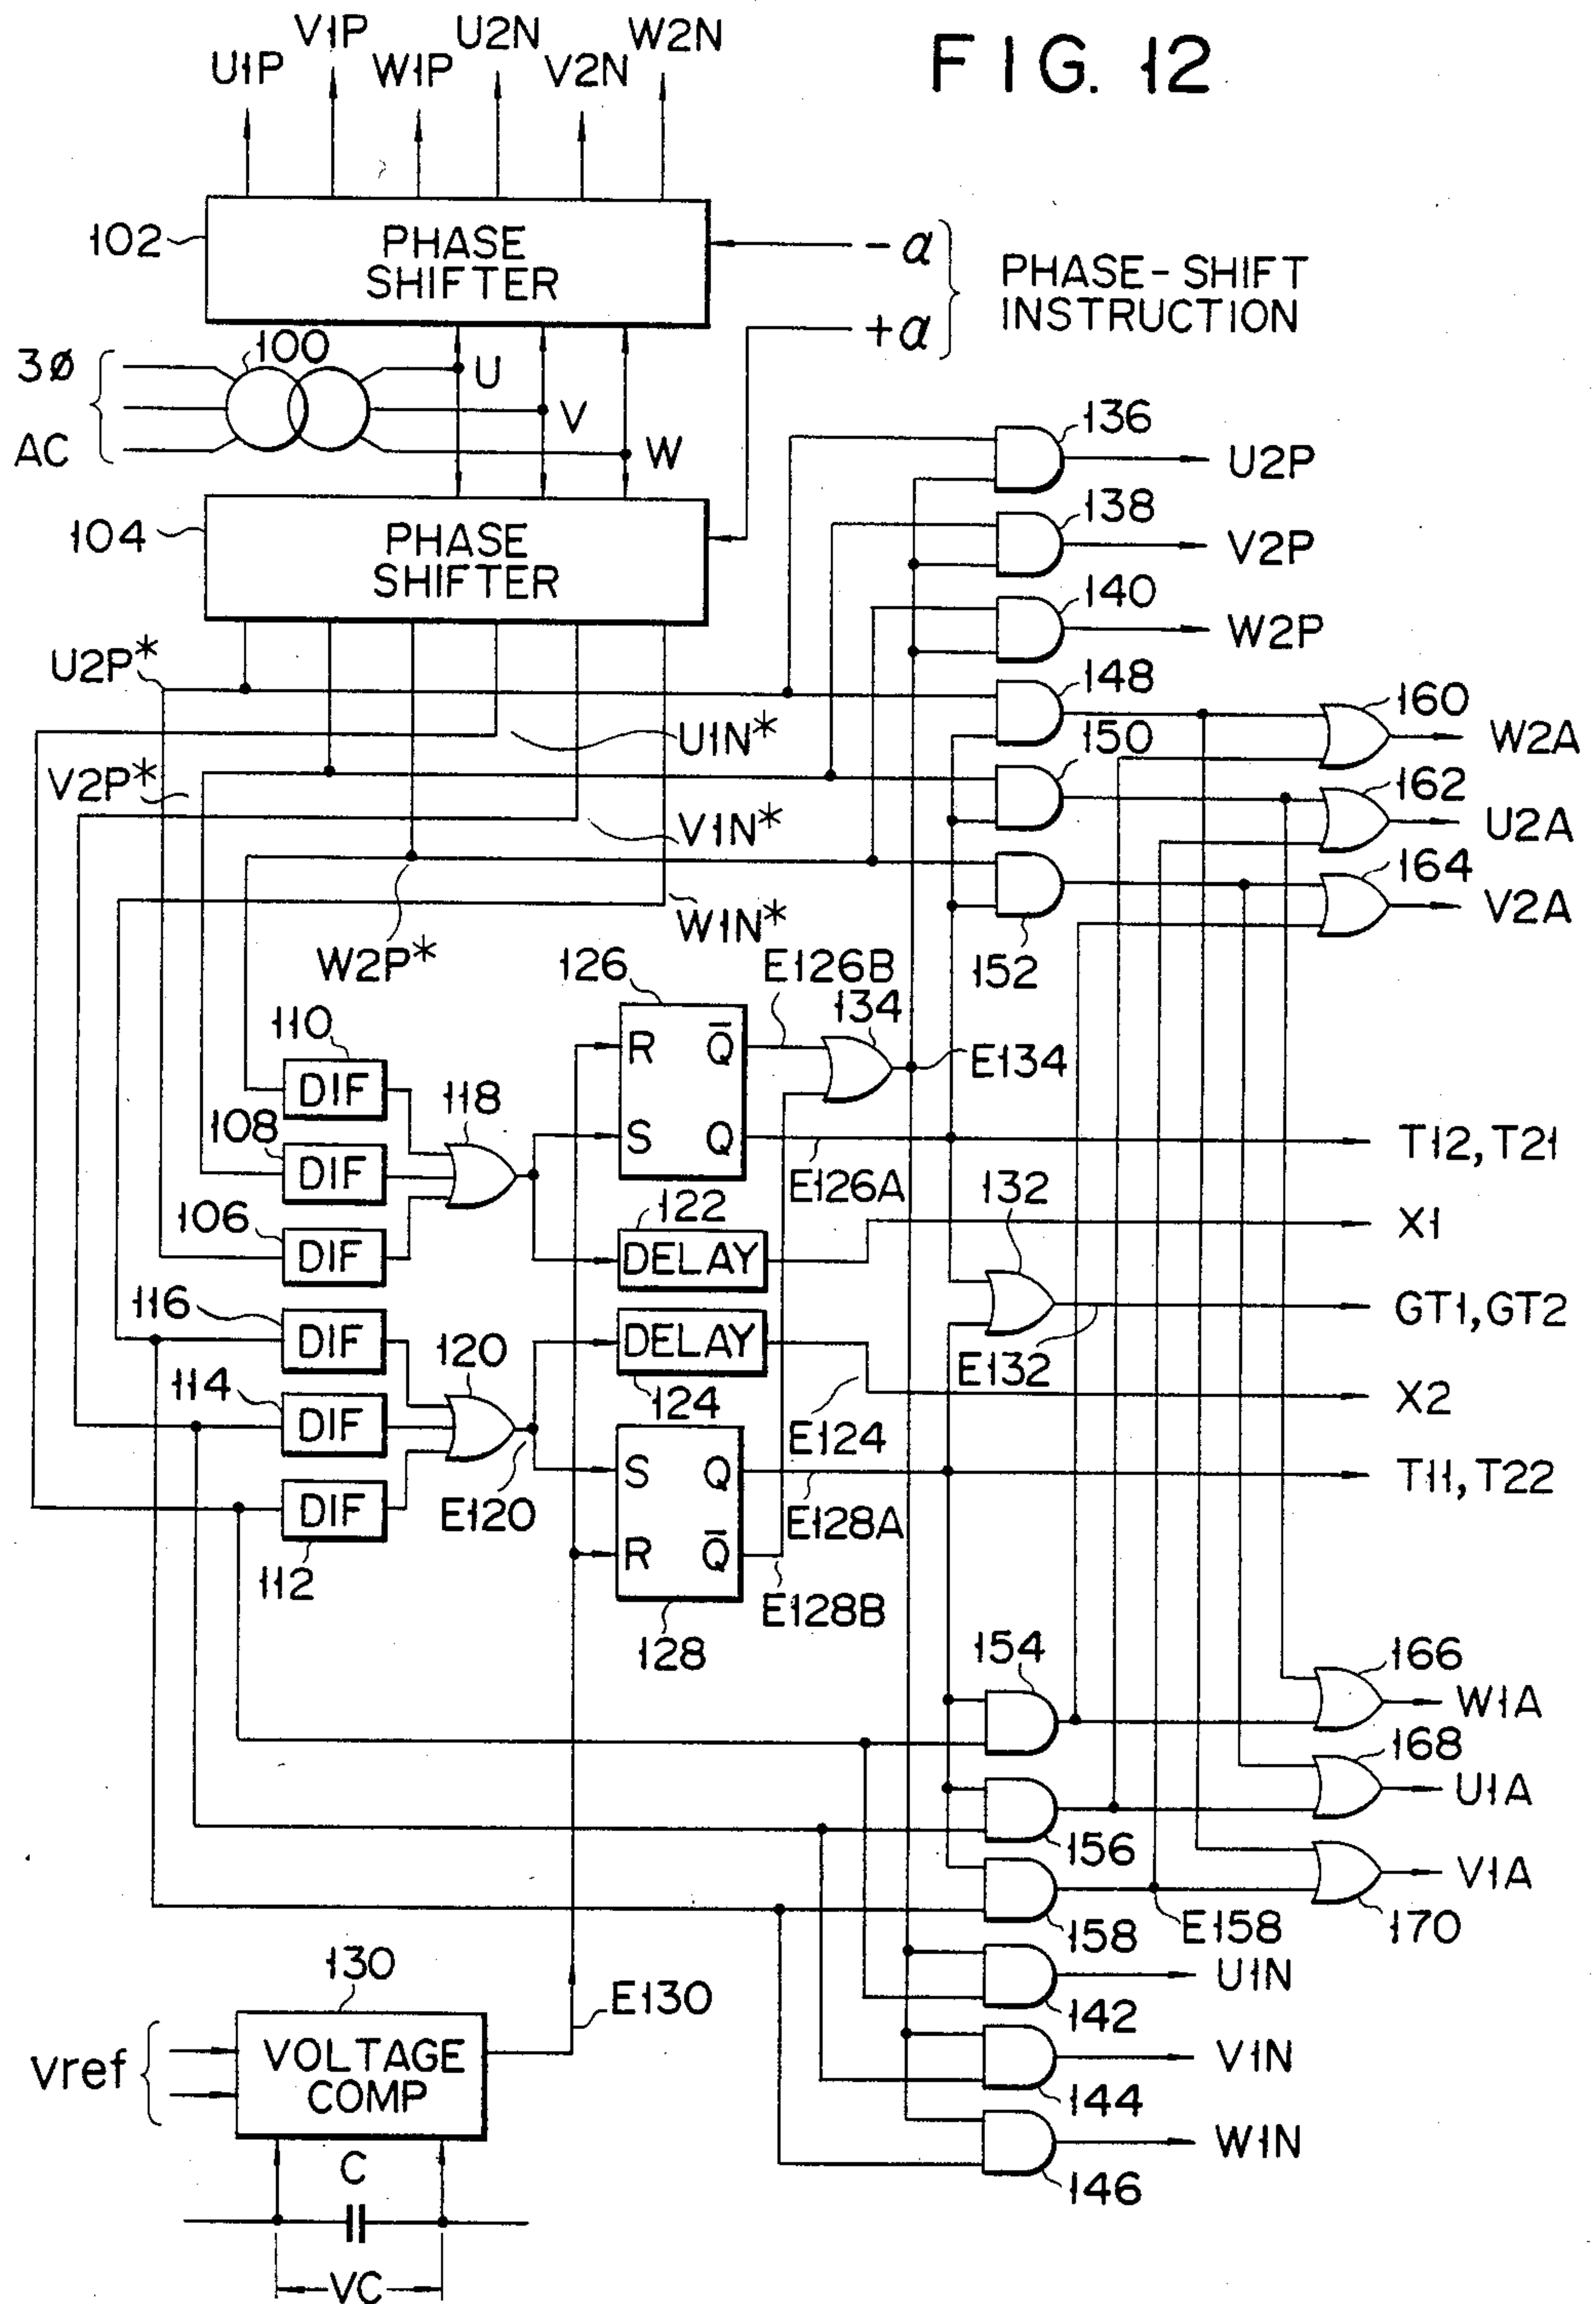 FIG. 12
U1P
V1P
W1P
U2N
V2N
W2N
102
PHASE
SHIFTER
-α
+α
PHASE-SHIFT
INSTRUCTION
3ø
AC
100
U
V
W
104
PHASE
SHIFTER
136
U2P
138
V2P
140
W2P
U2P*
148
160
W2A
U1N*
150
V2P*
162
U2A
V1N*
164
V2A
W1N*
W2P*
152
126
E126B
134
R
Q̅
E134
S
Q
E126A
110
DIF
118
108
DIF
106
DIF
T12, T21
122
DELAY
132
X1
116
DIF
DELAY
124
GT1, GT2
E132
120
114
DIF
X2
E124
E120
112
DIF
S
Q
T11, T22
E128A
R
Q̅
E128B
128
154
166
W1A
168
U1A
156
V1A
158
E158
170
130
E130
U1N
142
Vref
VOLTAGE
COMP
V1N
144
C
W1N
146
VC